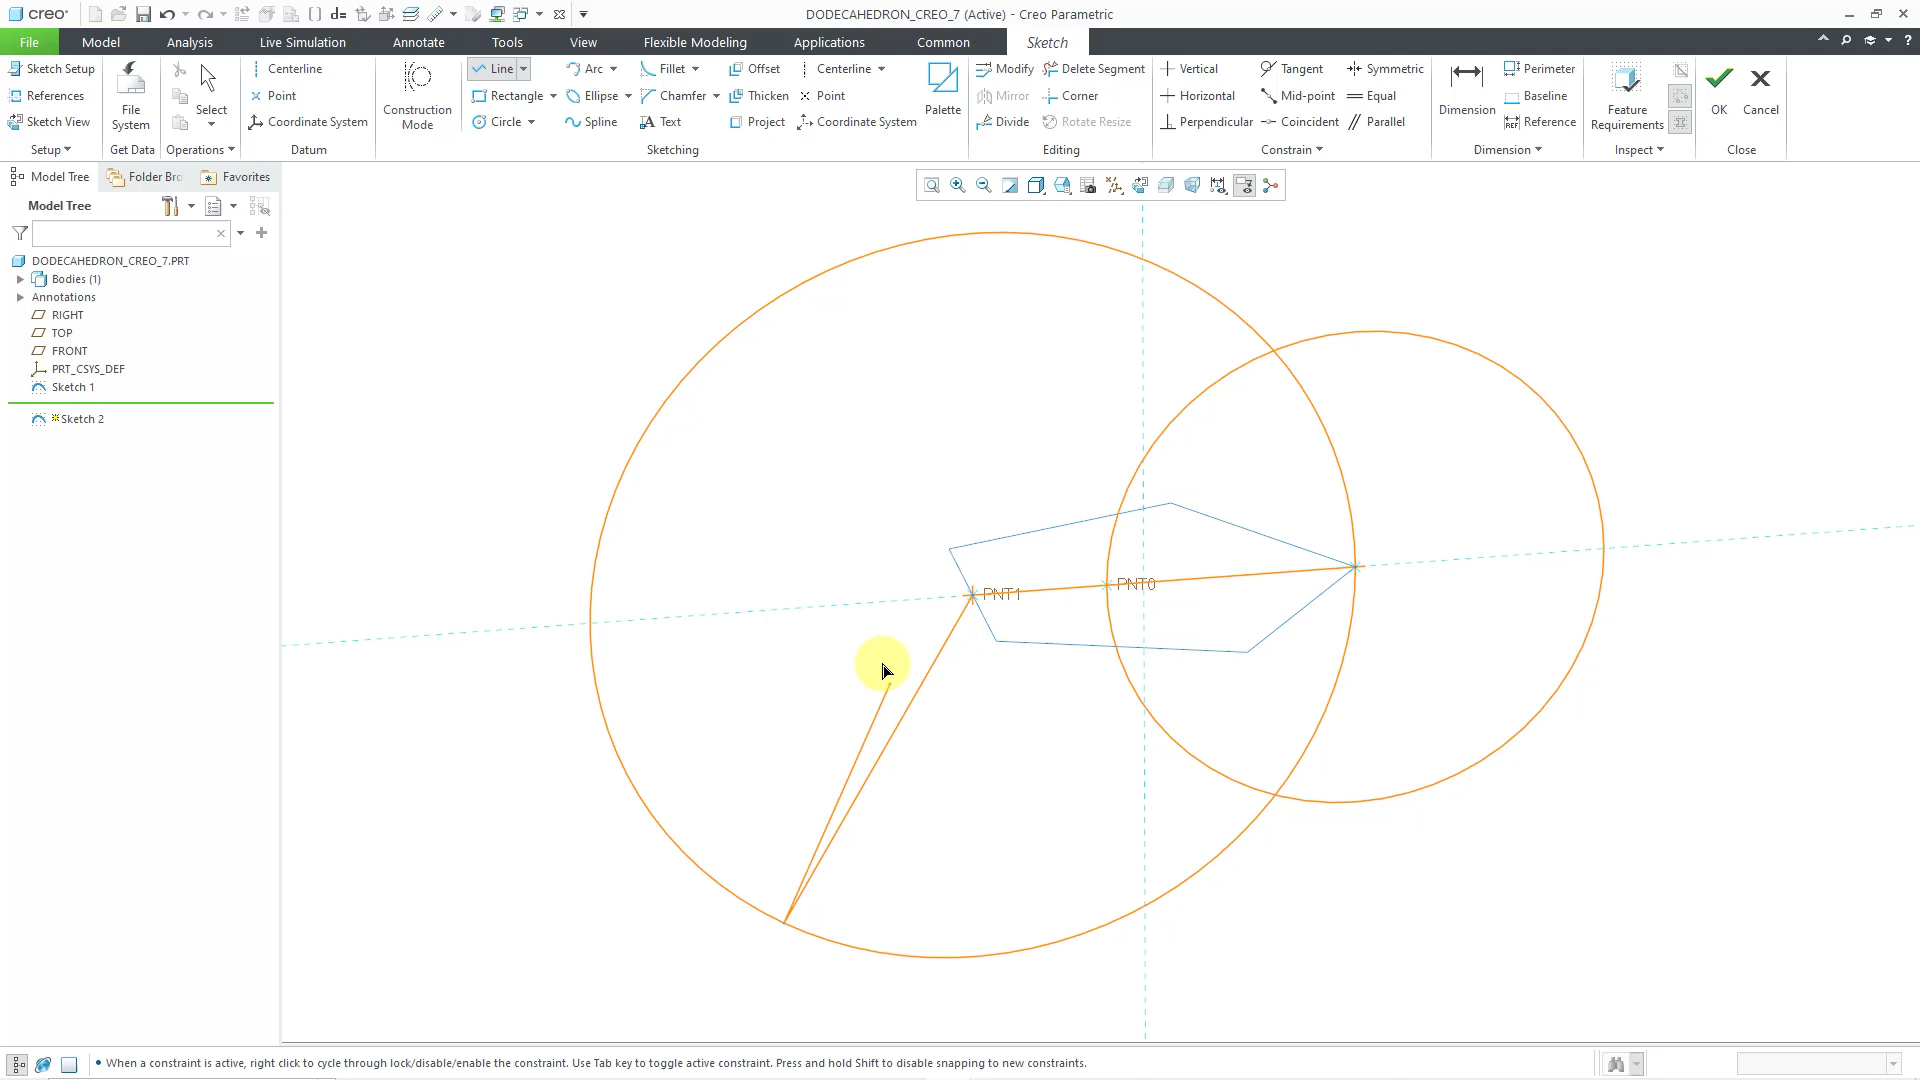 creo
DODECAHEDRON_CREO_7 (Active) - Creo Parametric
File Model Analysis Live Simulation Annotate Tools View Flexible Modeling Applications Common Sketch
Sketch Setup
References
Sketch View
Setup
File System
Get Data
Select
Operations
Centerline
Point
Coordinate System
Datum
Construction Mode
Line Arc Fillet Offset Centerline
Rectangle Ellipse Chamfer Thicken Point
Circle Spline Text Project Coordinate System
Palette
Sketching
Modify Delete Segment
Mirror Corner
Divide Rotate Resize
Editing
Vertical Tangent Symmetric
Horizontal Mid-point Equal
Perpendicular Coincident Parallel
Constrain
Dimension
Perimeter
Baseline
REF Reference
Dimension
Feature Requirements
Inspect
OK Cancel
Close
Model Tree Folder Bro Favorites
Model Tree
DODECAHEDRON_CREO_7.PRT
Bodies (1)
Annotations
RIGHT
TOP
FRONT
PRT_CSYS_DEF
Sketch 1
Sketch 2
PNT1 PNT0
When a constraint is active, right click to cycle through lock/disable/enable the constraint. Use Tab key to toggle active constraint. Press and hold Shift to disable snapping to new constraints.